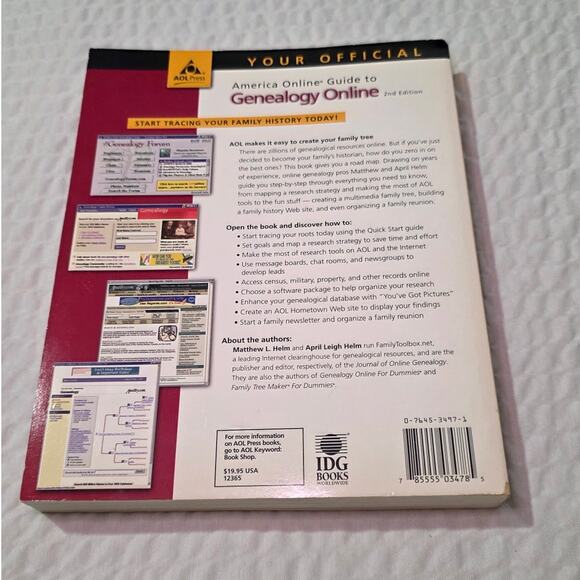 AOL Press
YOUR OFFICIAL
America Online® Guide to
Genealogy Online 2nd Edition
START TRACING YOUR FAMILY HISTORY TODAY!
Genealogy Forum
Genealogy
AOL makes it easy to create your family tree
There are zillions of genealogical resources online. But if you've just
decided to become your family's historian, how do you zero in on
the best ones? This book gives you a road map. Drawing on years
of experience, online genealogy pros Matthew and April Helm
guide you step-by-step through everything you need to know,
from mapping a research strategy and making the most of AOL
tools to the fun stuff — creating a multimedia family tree, building
a family history Web site, and even organizing a family reunion.
Open the book and discover how to:
• Start tracing your roots today using the Quick Start guide
• Set goals and map a research strategy to save time and effort
• Make the most of research tools on AOL and the Internet
• Use message boards, chat rooms, and newsgroups to
develop leads
• Access census, military, property, and other records online
• Choose a software package to help organize your research
• Enhance your genealogical database with "You've Got Pictures"
• Create an AOL Hometown Web site to display your findings
• Start a family newsletter and organize a family reunion
About the authors:
Matthew L. Helm and April Leigh Helm run FamilyToolbox.net,
a leading Internet clearinghouse for genealogical resources, and are the
publisher and editor, respectively, of the Journal of Online Genealogy.
They are also the authors of Genealogy Online For Dummies® and
Family Tree Maker® For Dummies®.
For more information
on AOL Press books,
go to AOL Keyword:
Book Shop.
$19.95 USA
12365
IDG
BOOKS
WORLDWIDE
0-7645-3497-1
7 85555 03478 5